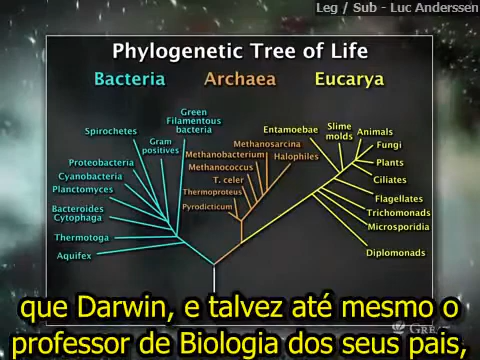 Leg / Sub - Luc Anderssen
Phylogenetic Tree of Life
Bacteria Archaea Eucarya
Green
Filamentous
bacteria
Spirochetes
Gram
positives
Proteobacteria
Cyanobacteria
Planctomyces
Bacteroides
Cytophaga
Thermotoga
Aquifex
Methanosarcina
Methanobacterium
Halophiles
Methanococcus
T. celer
Thermoproteus
Pyrodicticum
Entamoebae
Slime
molds
Animals
Fungi
Plants
Ciliates
Flagellates
Trichomonads
Microsporidia
Diplomonads
que Darwin, e talvez até mesmo o
professor de Biologia dos seus pais,